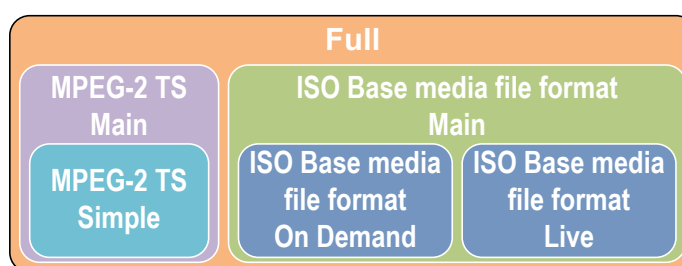 Full
MPEG-2 TS
Main
ISO Base media file format
Main
MPEG-2 TS
Simple
ISO Base media
file format
On Demand
ISO Base media
file format
Live